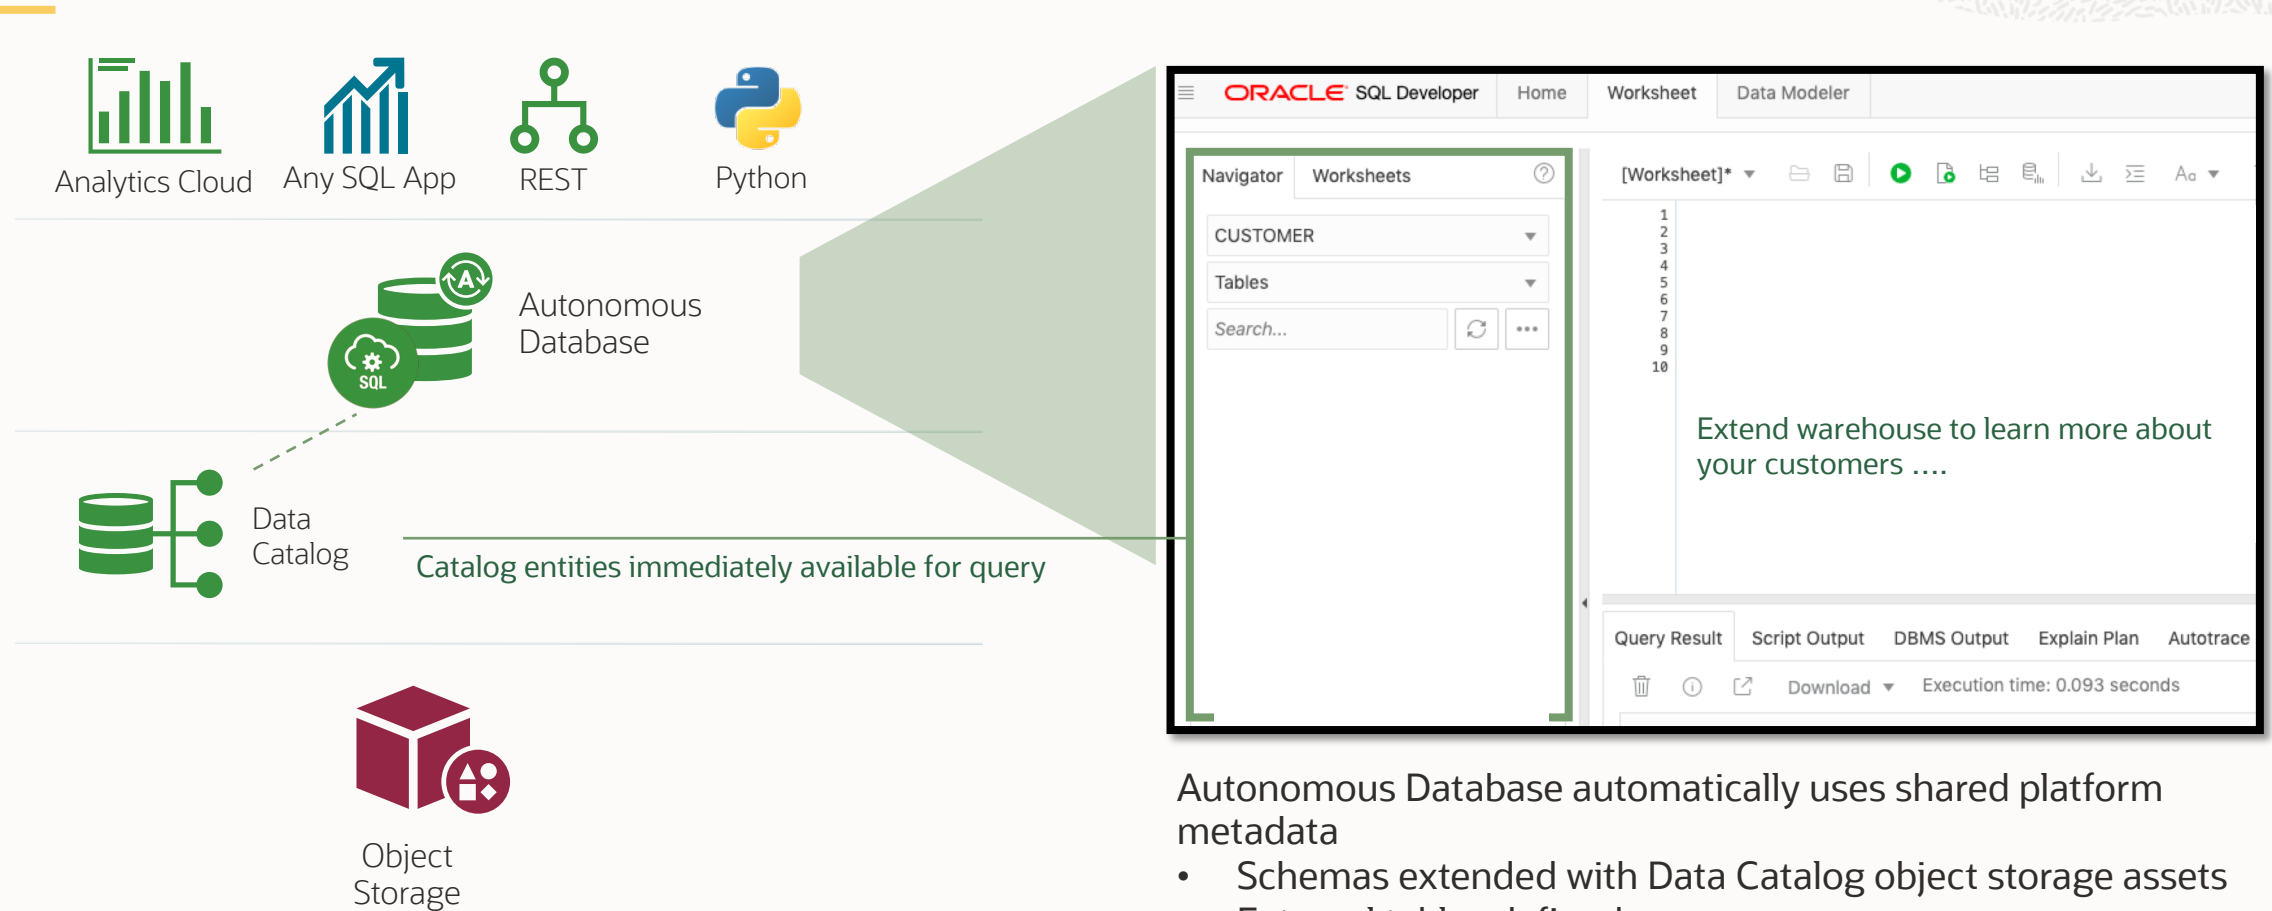 Analytics Cloud
Any SQL App
REST
Python
A
SQL
Autonomous
Database
Data
Catalog
Catalog entities immediately available for query
Object
Storage
ORACLE SQL Developer
Home
Worksheet
Data Modeler
Navigator
Worksheets
CUSTOMER
Tables
Search...
[Worksheet]*
Aa
1
2
3
4
5
6
7
8
9
10
Extend warehouse to learn more about
your customers ....
Query Result
Script Output
DBMS Output
Explain Plan
Autotrace
Download
Execution time: 0.093 seconds
Autonomous Database automatically uses shared platform
metadata
• Schemas extended with Data Catalog object storage assets